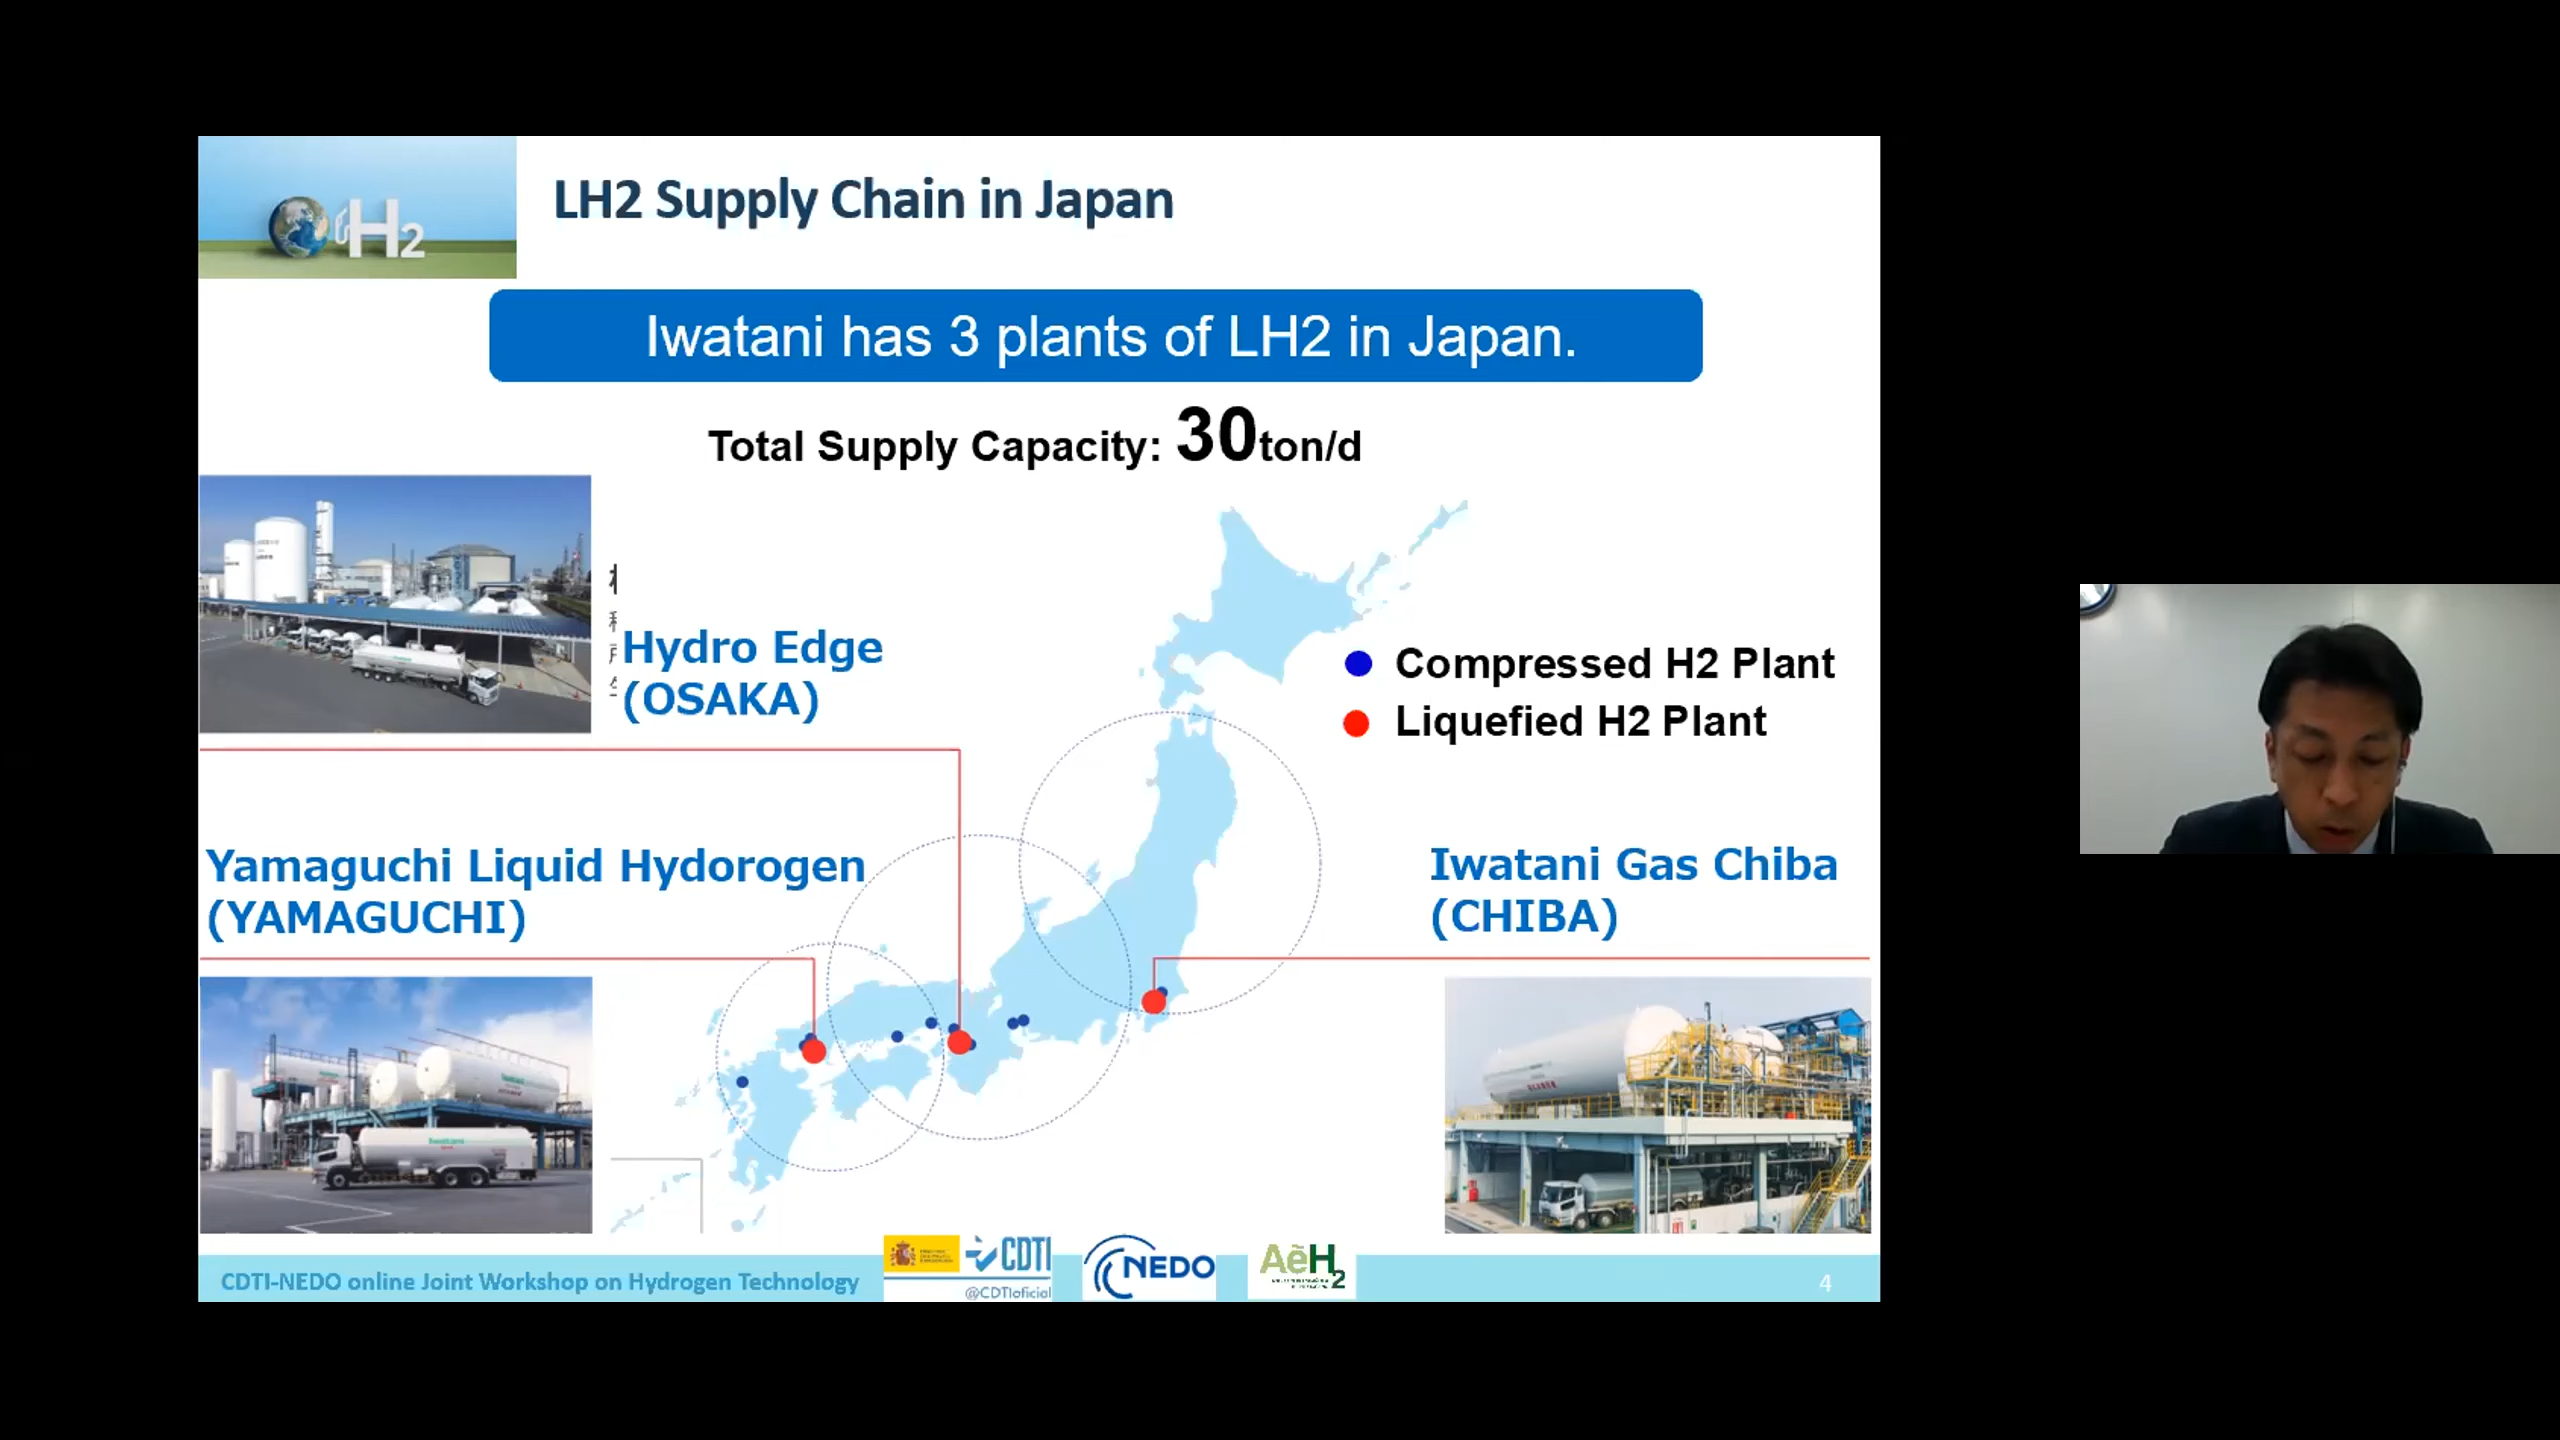 H2
LH2 Supply Chain in Japan
Iwatani has 3 plants of LH2 in Japan.
Total Supply Capacity: 30ton/d
Hydro Edge
(OSAKA)
Compressed H2 Plant
Liquefied H2 Plant
Yamaguchi Liquid Hydorogen
(YAMAGUCHI)
Iwatani Gas Chiba
(CHIBA)
CDTI-NEDO online Joint Workshop on Hydrogen Technology
CDTI
@CDTIoficial
NEDO
AeH2
4